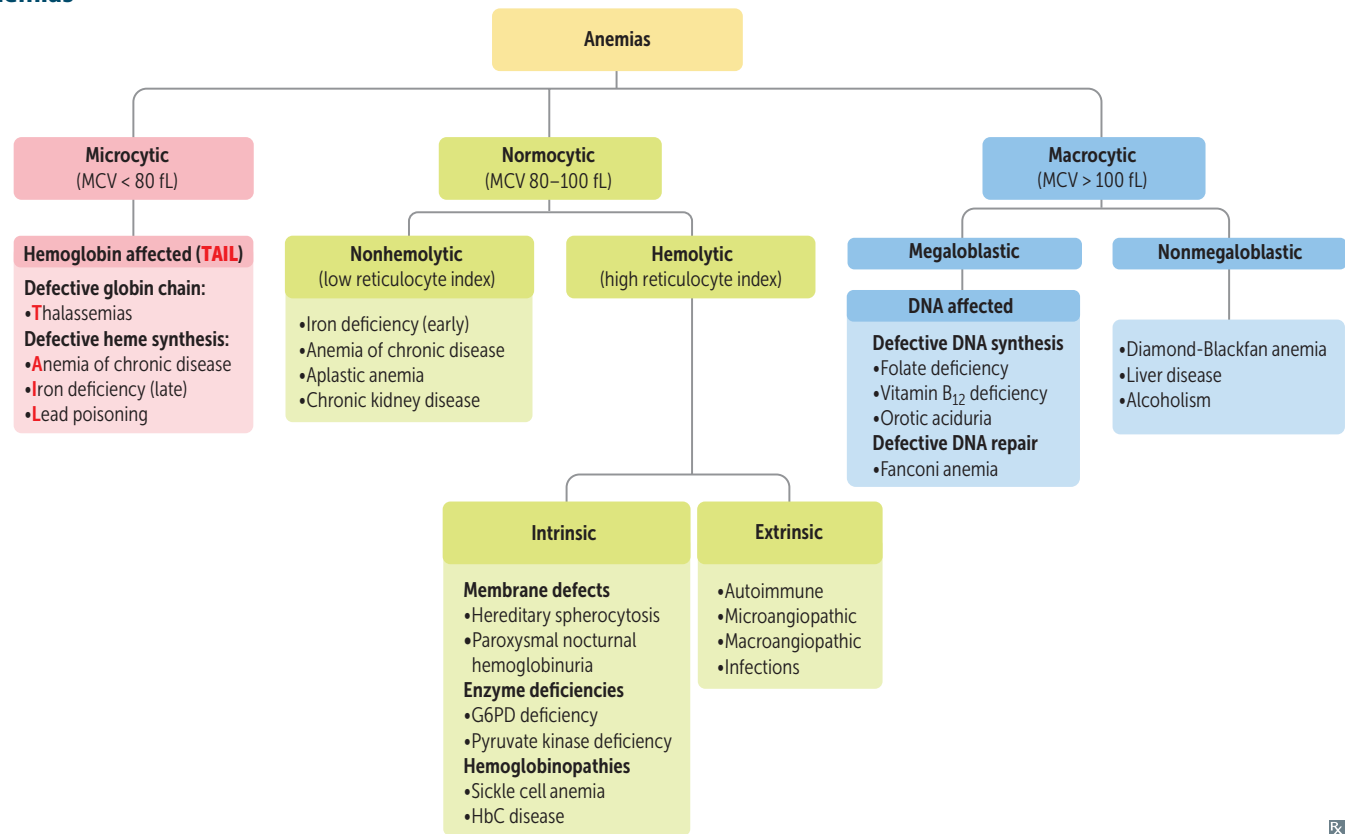 Anemias
Microcytic
(MCV < 80 fL)
Normocytic
(MCV 80–100 fL)
Macrocytic
(MCV > 100 fL)
Hemoglobin affected (TAIL)
Defective globin chain:
•Thalassemias
Defective heme synthesis:
•Anemia of chronic disease
•Iron deficiency (late)
•Lead poisoning
Nonhemolytic
(low reticulocyte index)
•Iron deficiency (early)
•Anemia of chronic disease
•Aplastic anemia
•Chronic kidney disease
Hemolytic
(high reticulocyte index)
Megaloblastic
DNA affected
Defective DNA synthesis
•Folate deficiency
•Vitamin B12 deficiency
•Orotic aciduria
Defective DNA repair
•Fanconi anemia
Nonmegaloblastic
•Diamond-Blackfan anemia
•Liver disease
•Alcoholism
Intrinsic
Membrane defects
•Hereditary spherocytosis
•Paroxysmal nocturnal
hemoglobinuria
Enzyme deficiencies
•G6PD deficiency
•Pyruvate kinase deficiency
Hemoglobinopathies
•Sickle cell anemia
•HbC disease
Extrinsic
•Autoimmune
•Microangiopathic
•Macroangiopathic
•Infections
℞